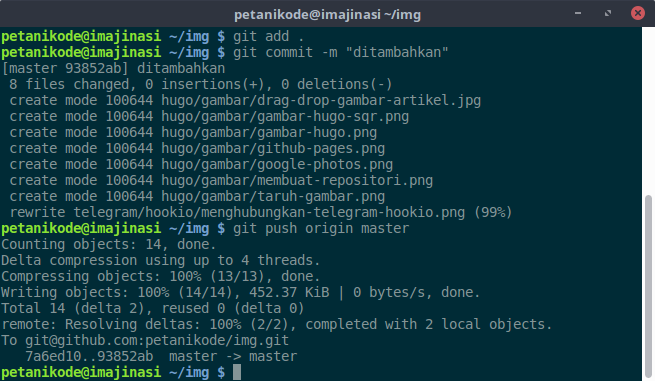 petanikode@imajinasi ~/img
petanikode@imajinasi ~/img $ git add .
petanikode@imajinasi ~/img $ git commit -m "ditambahkan"
[master 93852ab] ditambahkan
 8 files changed, 0 insertions(+), 0 deletions(-)
 create mode 100644 hugo/gambar/drag-drop-gambar-artikel.jpg
 create mode 100644 hugo/gambar/gambar-hugo-sqr.png
 create mode 100644 hugo/gambar/gambar-hugo.png
 create mode 100644 hugo/gambar/github-pages.png
 create mode 100644 hugo/gambar/google-photos.png
 create mode 100644 hugo/gambar/membuat-repositori.png
 create mode 100644 hugo/gambar/taruh-gambar.png
 rewrite telegram/hookio/menghubungkan-telegram-hookio.png (99%)
petanikode@imajinasi ~/img $ git push origin master
Counting objects: 14, done.
Delta compression using up to 4 threads.
Compressing objects: 100% (13/13), done.
Writing objects: 100% (14/14), 452.37 KiB | 0 bytes/s, done.
Total 14 (delta 2), reused 0 (delta 0)
remote: Resolving deltas: 100% (2/2), completed with 2 local objects.
To git@github.com:petanikode/img.git
   7a6ed10..93852ab  master -> master
petanikode@imajinasi ~/img $